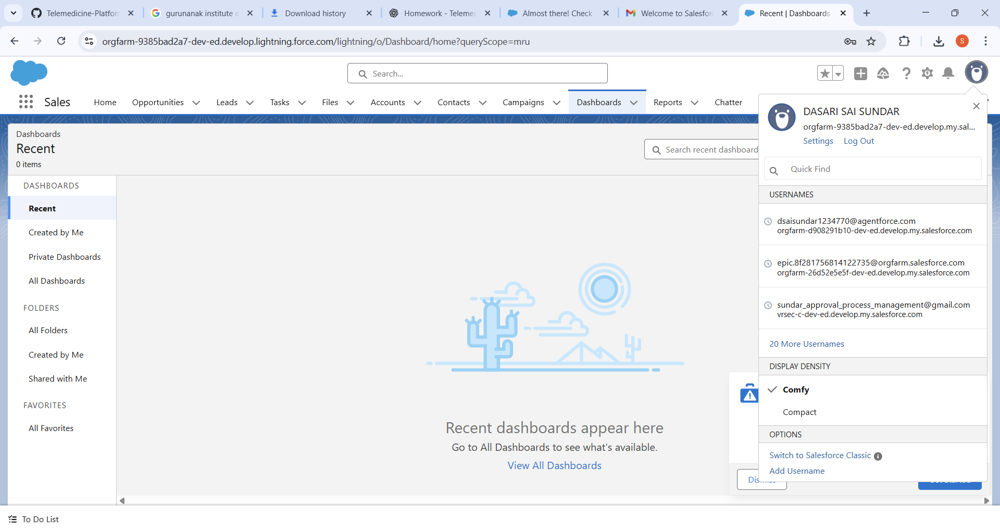 Telemedicine-Platform
gurunanak institute o
Download history
Homework - Telemed
Almost there! Check
Welcome to Salesforc
Recent | Dashboards
orgfarm-9385bad2a7-dev-ed.develop.lightning.force.com/lightning/o/Dashboard/home?queryScope=mru
S
Search...
Sales
Home
Opportunities
Leads
Tasks
Files
Accounts
Contacts
Campaigns
Dashboards
Reports
Chatter
Dashboards
Recent
0 items
Search recent dashboard
DASHBOARDS
Recent
Created by Me
Private Dashboards
All Dashboards
FOLDERS
All Folders
Created by Me
Shared with Me
FAVORITES
All Favorites
Recent dashboards appear here
Go to All Dashboards to see what's available.
View All Dashboards
DASARI SAI SUNDAR
orgfarm-9385bad2a7-dev-ed.develop.my.sal...
Settings Log Out
Quick Find
USERNAMES
dsaisundar1234770@agentforce.com
orgfarm-d908291b10-dev-ed.develop.my.salesforce.com
epic.8f281756814122735@orgfarm.salesforce.com
orgfarm-26d52e5e5f-dev-ed.develop.my.salesforce.com
sundar_approval_process_management@gmail.com
vrsec-c-dev-ed.develop.my.salesforce.com
20 More Usernames
DISPLAY DENSITY
Comfy
Compact
OPTIONS
Switch to Salesforce Classic
Add Username
To Do List